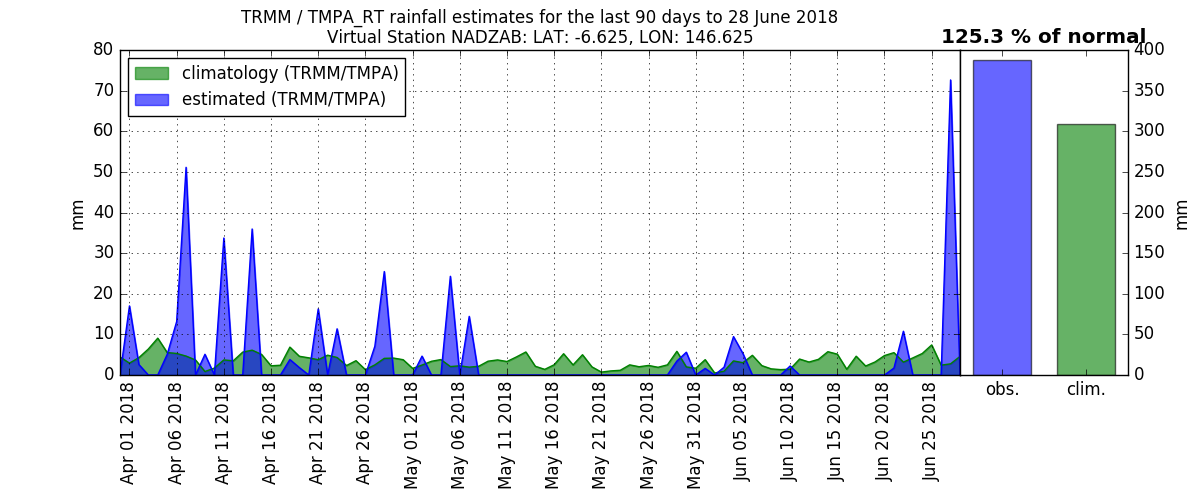 TRMM / TMPA_RT rainfall estimates for the last 90 days to 28 June 2018
Virtual Station NADZAB: LAT: -6.625, LON: 146.625
125.3 % of normal
climatology (TRMM/TMPA)
estimated (TRMM/TMPA)
80
70
60
50
40
30
20
10
0
mm
400
350
300
250
200
150
100
50
0
mm
Apr 01 2018
Apr 06 2018
Apr 11 2018
Apr 16 2018
Apr 21 2018
Apr 26 2018
May 01 2018
May 06 2018
May 11 2018
May 16 2018
May 21 2018
May 26 2018
May 31 2018
Jun 05 2018
Jun 10 2018
Jun 15 2018
Jun 20 2018
Jun 25 2018
obs.
clim.